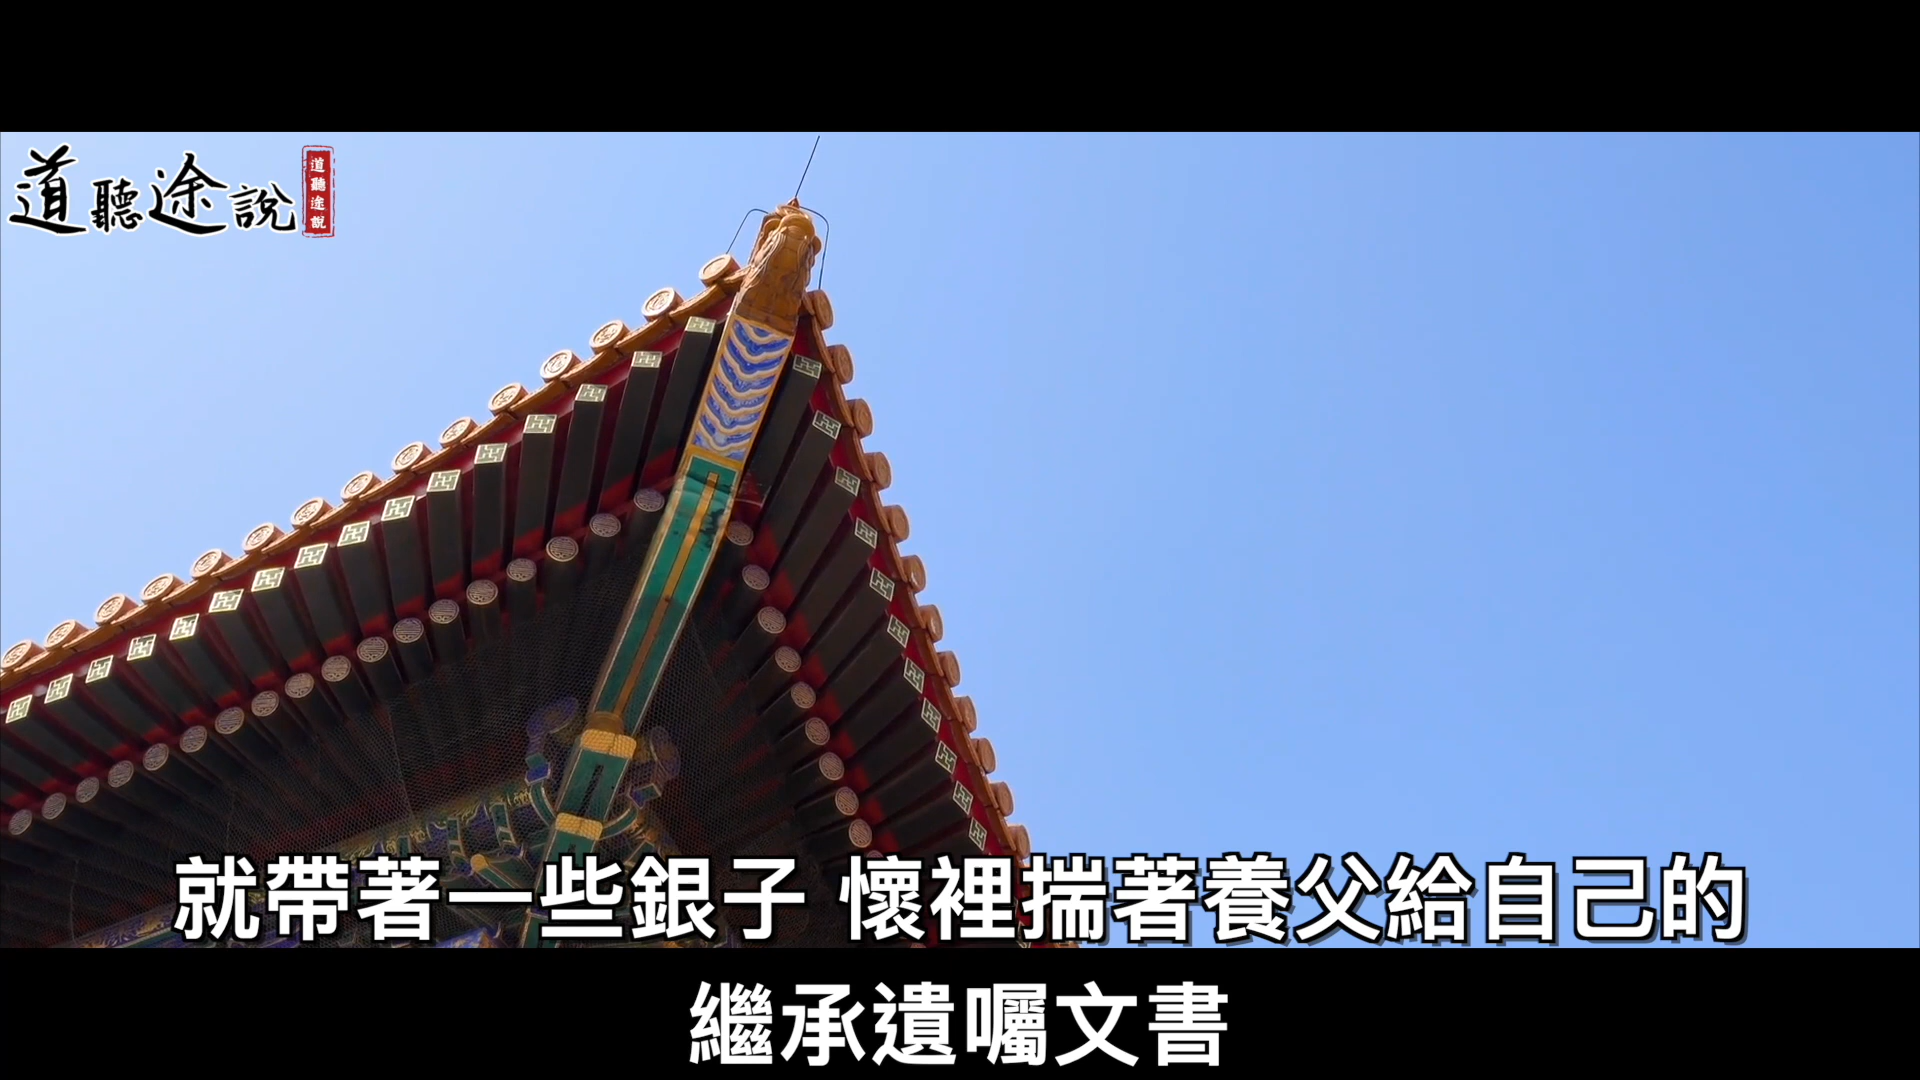 道聽途說
道聽途說
就帶著一些銀子 懷裡揣著養父給自己的
繼承遺囑文書